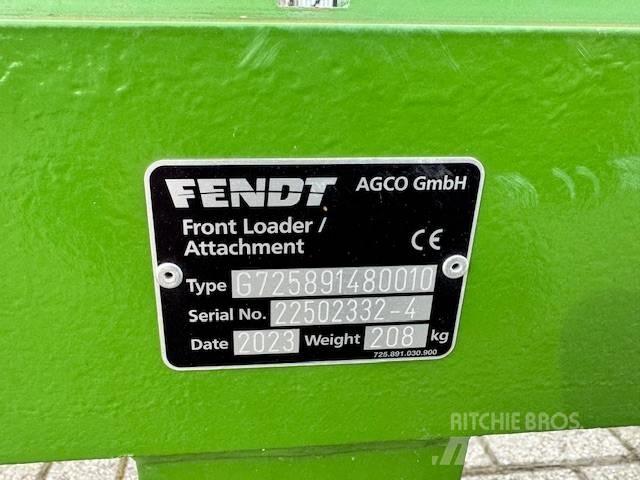 FENDT AGCO GmbH
Front Loader /
Attachment CE
Type G725891480010
Serial No. 22502332-4
Date 2023 Weight 208 kg
725.891.030.900
RITCHIE BROS.